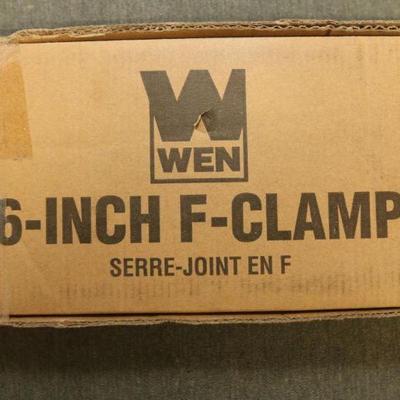 WEN
6-INCH F-CLAMP
SERRE-JOINT EN F